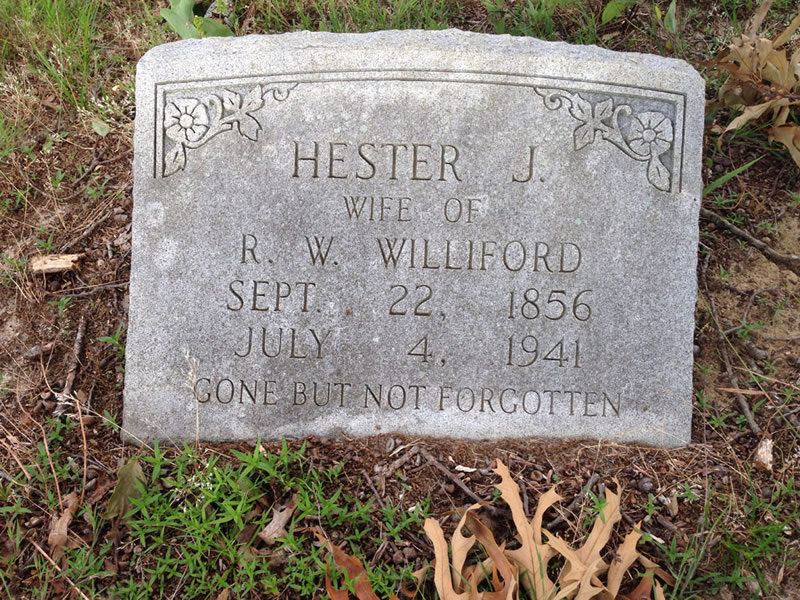 HESTER J.
WIFE OF
R. W. WILLIFORD
SEPT. 22, 1856
JULY 4, 1941
GONE BUT NOT FORGOTTEN